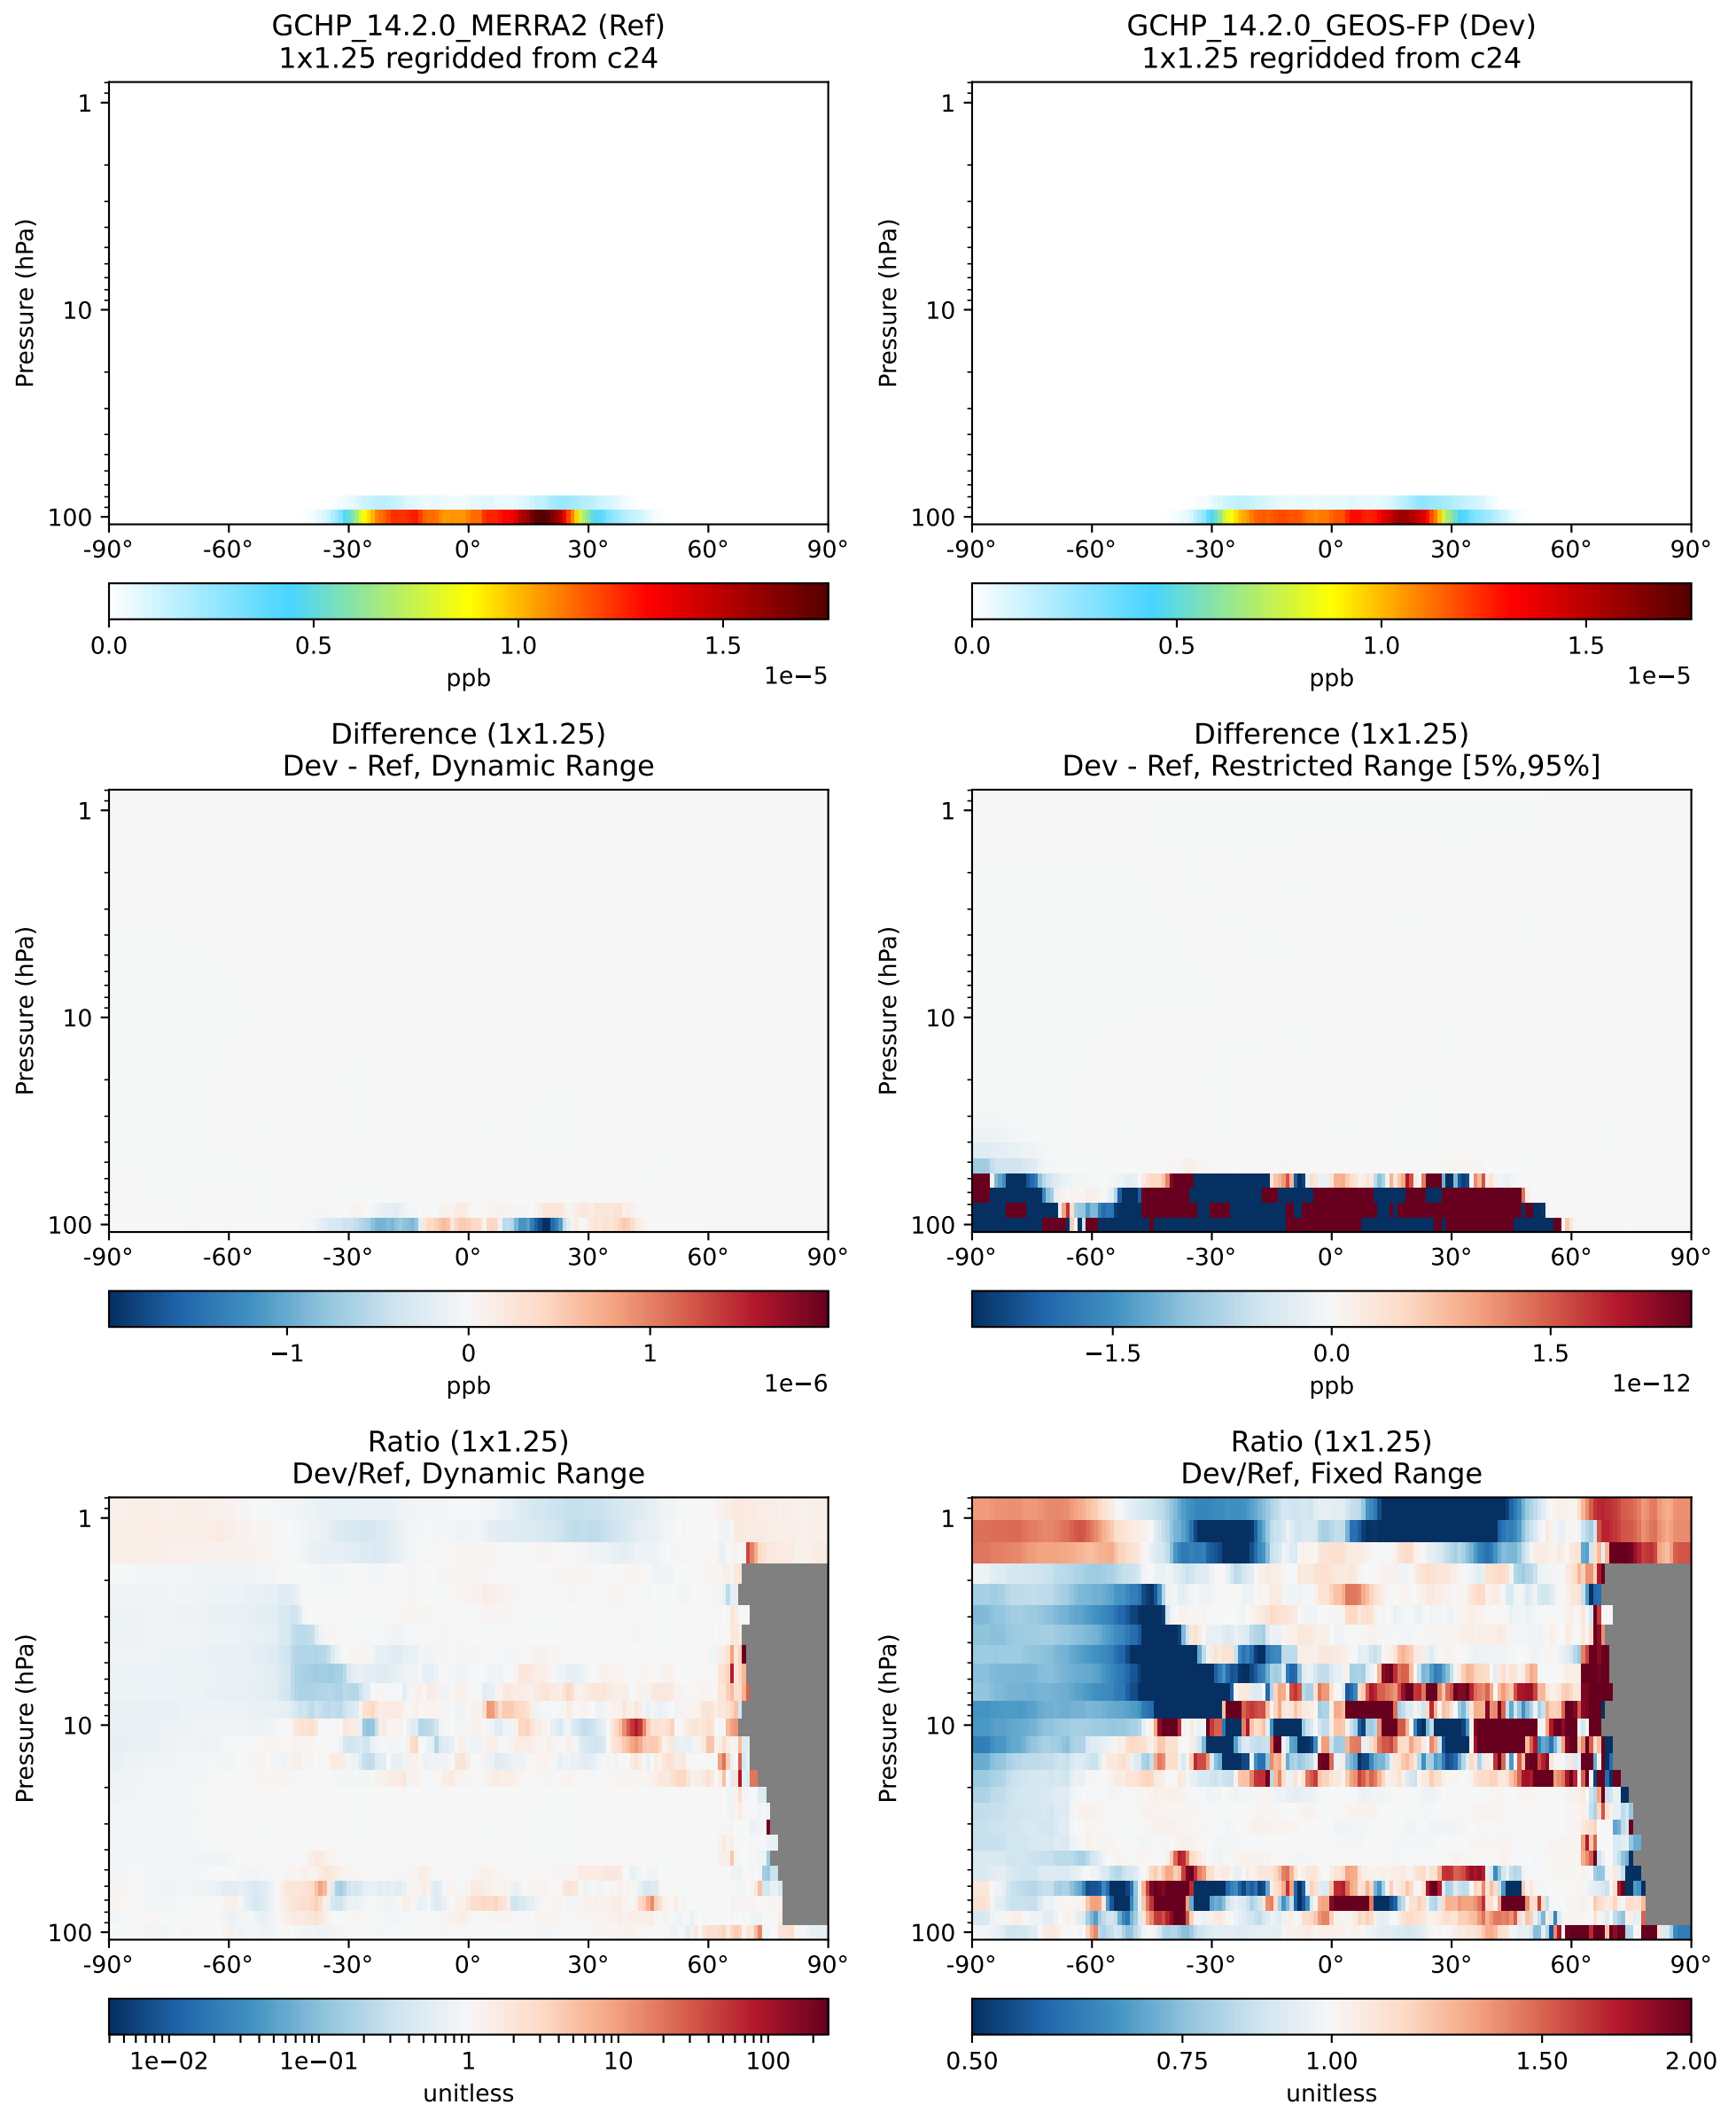 GCHP_14.2.0_MERRA2 (Ref)
1x1.25 regridded from c24
Pressure (hPa)
1
10
100
-90° -60° -30° 0° 30° 60° 90°
0.0 0.5 1.0 1.5
1e−5
ppb
GCHP_14.2.0_GEOS-FP (Dev)
1x1.25 regridded from c24
Pressure (hPa)
1
10
100
-90° -60° -30° 0° 30° 60° 90°
0.0 0.5 1.0 1.5
1e−5
ppb
Difference (1x1.25)
Dev - Ref, Dynamic Range
Pressure (hPa)
1
10
100
-90° -60° -30° 0° 30° 60° 90°
−1 0 1
1e−6
ppb
Difference (1x1.25)
Dev - Ref, Restricted Range [5%,95%]
Pressure (hPa)
1
10
100
-90° -60° -30° 0° 30° 60° 90°
−1.5 0.0 1.5
1e−12
ppb
Ratio (1x1.25)
Dev/Ref, Dynamic Range
Pressure (hPa)
1
10
100
-90° -60° -30° 0° 30° 60° 90°
1e−02 1e−01 1 10 100
unitless
Ratio (1x1.25)
Dev/Ref, Fixed Range
Pressure (hPa)
1
10
100
-90° -60° -30° 0° 30° 60° 90°
0.50 0.75 1.00 1.50 2.00
unitless